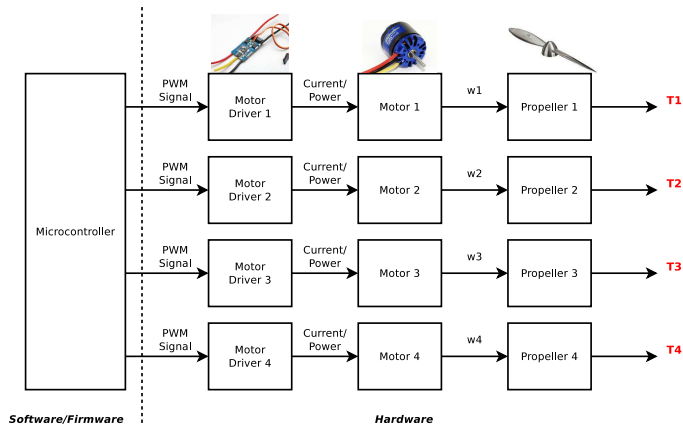 PWM
Signal
Motor
Driver 1
Current/
Power
Motor 1
w1
Propeller 1
T1
PWM
Signal
Motor
Driver 2
Current/
Power
Motor 2
w2
Propeller 2
T2
Microcontroller
PWM
Signal
Motor
Driver 3
Current/
Power
Motor 3
w3
Propeller 3
T3
PWM
Signal
Motor
Driver 4
Current/
Power
Motor 4
w4
Propeller 4
T4
Software/Firmware
Hardware